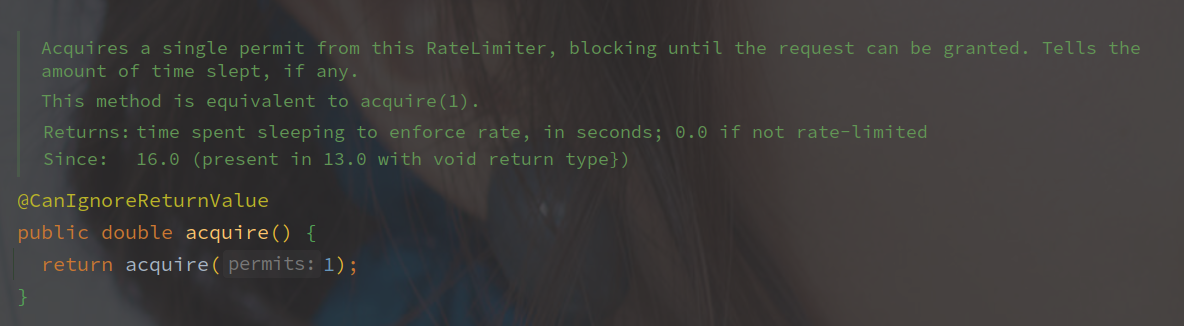 Acquires a single permit from this RateLimiter, blocking until the request can be granted. Tells the
amount of time slept, if any.
This method is equivalent to acquire(1).
Returns: time spent sleeping to enforce rate, in seconds; 0.0 if not rate-limited
Since: 16.0 (present in 13.0 with void return type})
@CanIgnoreReturnValue
public double acquire() {
return acquire( permits: 1);
}